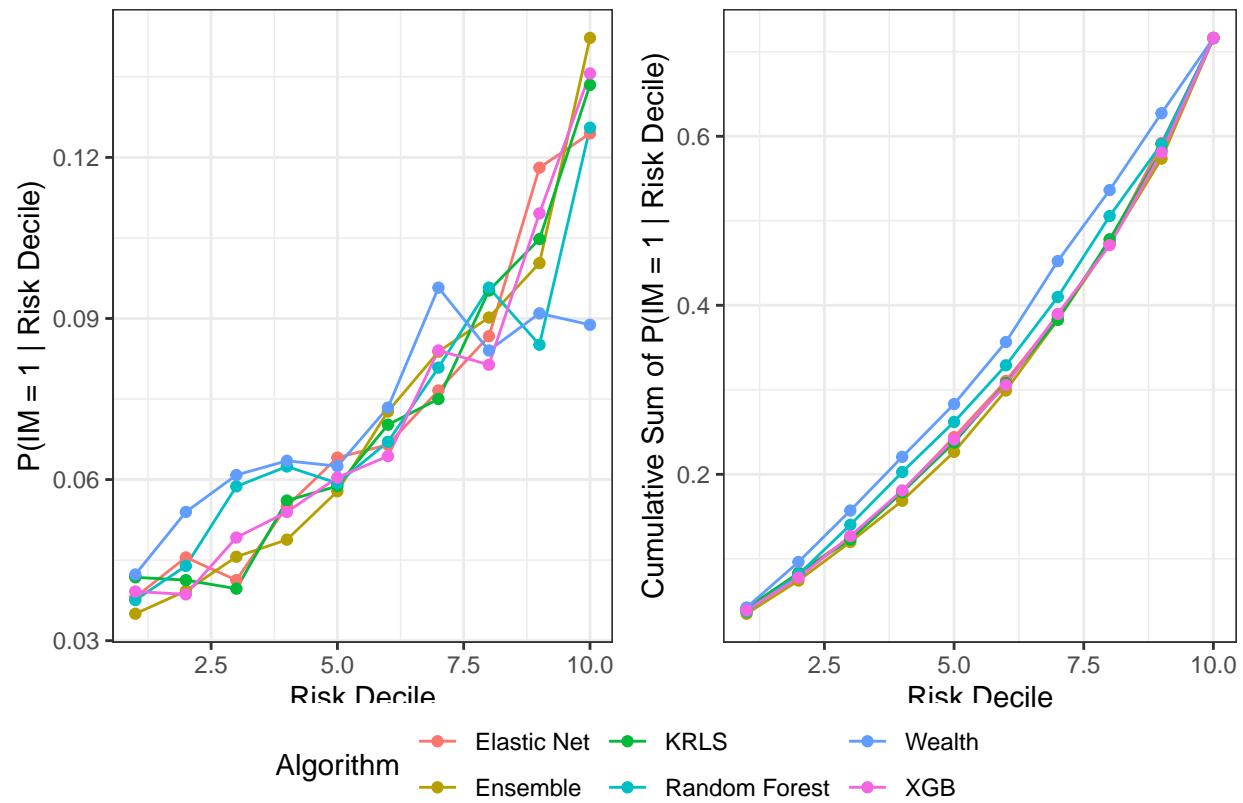 P(IM = 1 | Risk Decile)
0.12
0.09
0.06
0.03
2.5 5.0 7.5 10.0
Risk Decile
Cumulative Sum of P(IM = 1 | Risk Decile)
0.6
0.4
0.2
2.5 5.0 7.5 10.0
Risk Decile
Algorithm
Elastic Net KRLS Wealth
Ensemble Random Forest XGB